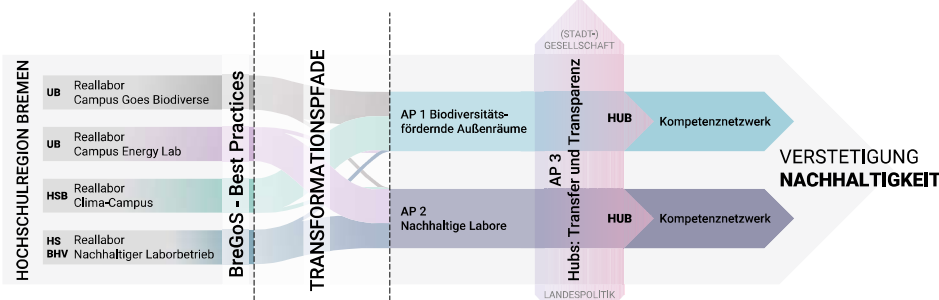 HOCHSCHULREGION BREMEN
UB
Reallabor
Campus Goes Biodiverse
UB
Reallabor
Campus Energy Lab
HSB
Reallabor
Clima-Campus
HS
BHV
Reallabor
Nachhaltiger Laborbetrieb
BreGoS - Best Practices
TRANSFORMATIONSPFADE
AP 1 Biodiversitäts-
fördernde Außenräume
AP 2
Nachhaltige Labore
(STADT-)
GESELLSCHAFT
AP 3
Hubs: Transfer und Transparenz
LANDESPOLITIK
HUB
Kompetenznetzwerk
HUB
Kompetenznetzwerk
VERSTETIGUNG
NACHHALTIGKEIT